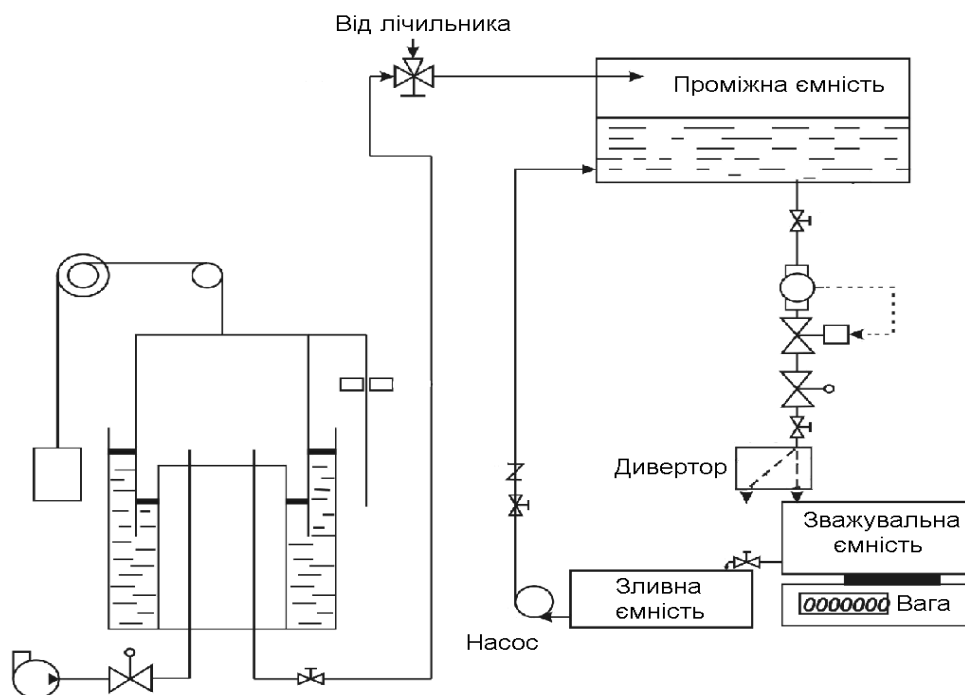 Від лічильника
Проміжна ємність
Дивертор
Зважувальна
ємність
Зливна
ємність
0000000 Вага
Насос